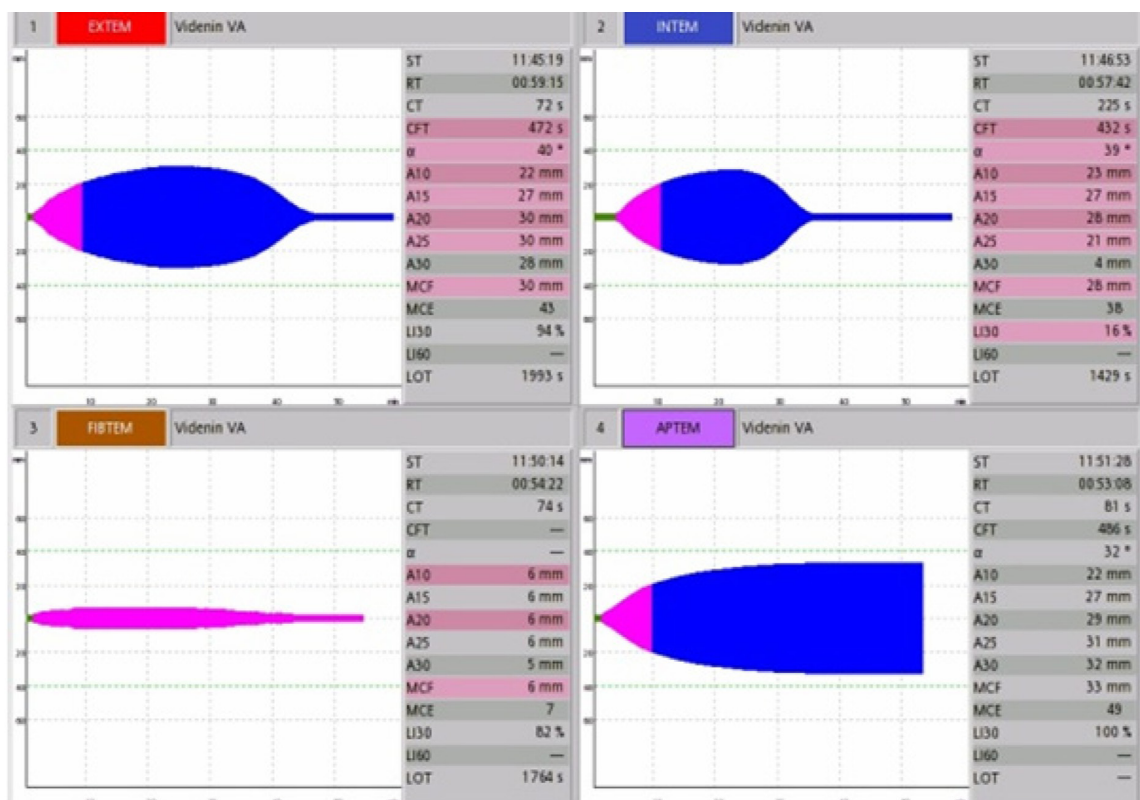 1 EXTEM Videnin VA
ST 11:45:19
RT 00:59:15
CT 72 s
CFT 472 s
α 40 °
A10 22 mm
A15 27 mm
A20 30 mm
A25 30 mm
A30 28 mm
MCF 30 mm
MCE 43
LI30 94 %
LI60 —
LOT 1993 s
2 INTEM Videnin VA
ST 11:46:53
RT 00:57:42
CT 225 s
CFT 432 s
α 39 °
A10 23 mm
A15 27 mm
A20 28 mm
A25 21 mm
A30 4 mm
MCF 28 mm
MCE 38
LI30 16 %
LI60 —
LOT 1429 s
3 FIBTEM Videnin VA
ST 11:50:14
RT 00:54:22
CT 74 s
CFT —
α —
A10 6 mm
A15 6 mm
A20 6 mm
A25 6 mm
A30 5 mm
MCF 6 mm
MCE 7
LI30 82 %
LI60 —
LOT 1764 s
4 APTEM Videnin VA
ST 11:51:28
RT 00:53:08
CT 81 s
CFT 486 s
α 32 °
A10 22 mm
A15 27 mm
A20 29 mm
A25 31 mm
A30 32 mm
MCF 33 mm
MCE 49
LI30 100 %
LI60 —
LOT —